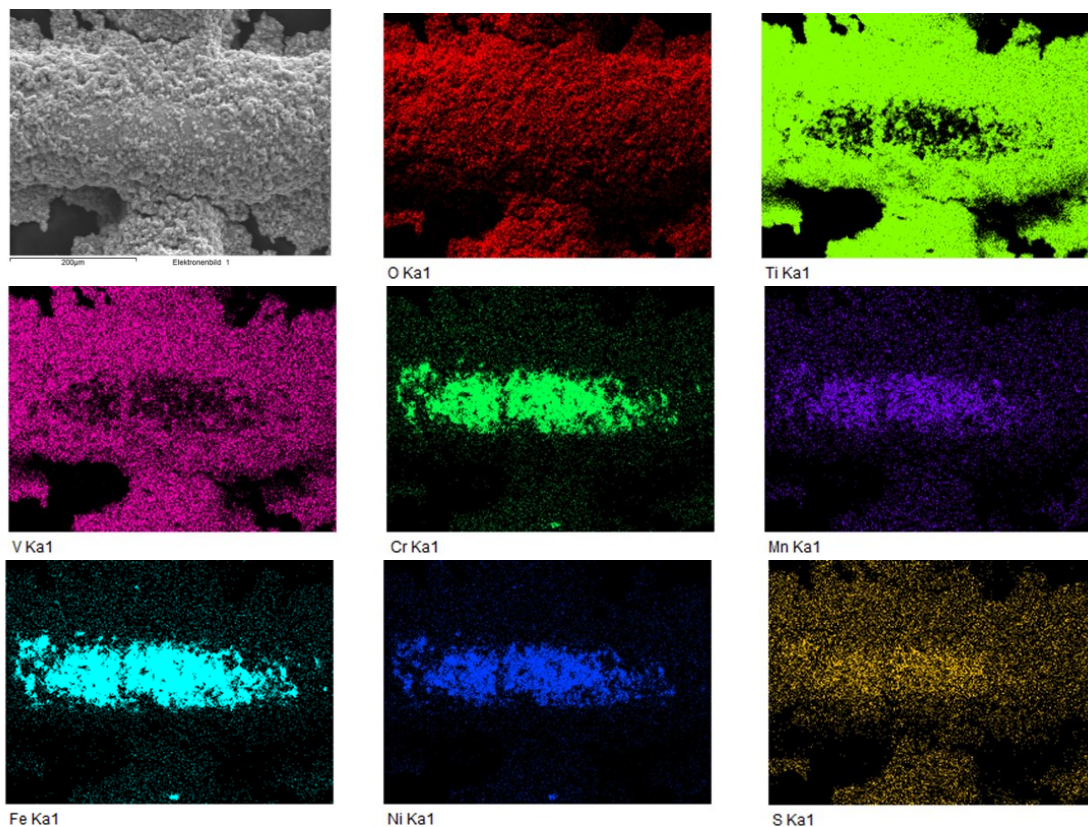 200µm
Elektronenbild 1
O Ka1
Ti Ka1
V Ka1
Cr Ka1
Mn Ka1
Fe Ka1
Ni Ka1
S Ka1